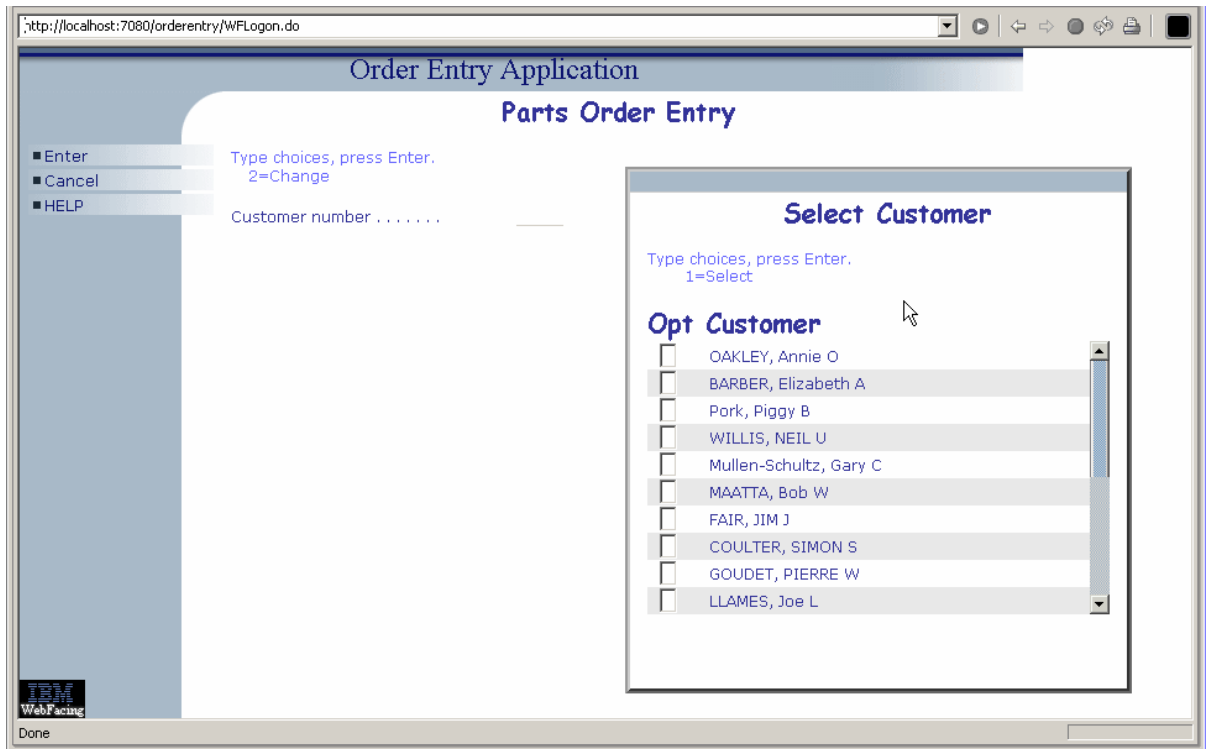 http://localhost:7080/orderentry/WFLogon.do
Order Entry Application
Parts Order Entry
Enter
Cancel
HELP
Type choices, press Enter.
2=Change
Customer number . . . . . . .
Select Customer
Type choices, press Enter.
1=Select
Opt Customer
OAKLEY, Annie O
BARBER, Elizabeth A
Pork, Piggy B
WILLIS, NEIL U
Mullen-Schultz, Gary C
MAATTA, Bob W
FAIR, JIM J
COULTER, SIMON S
GOUDET, PIERRE W
LLAMES, Joe L
IBM
WebFacing
Done